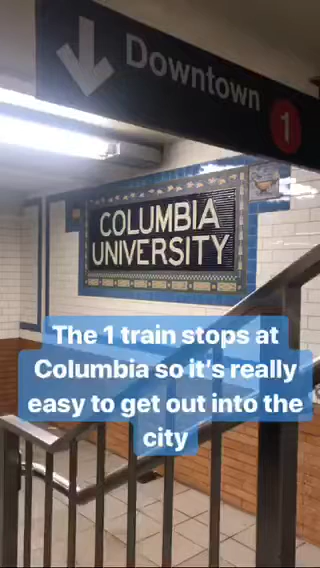 Downtown
1
COLUMBIA
UNIVERSITY
The 1 train stops at
Columbia so it's really
easy to get out into the
city